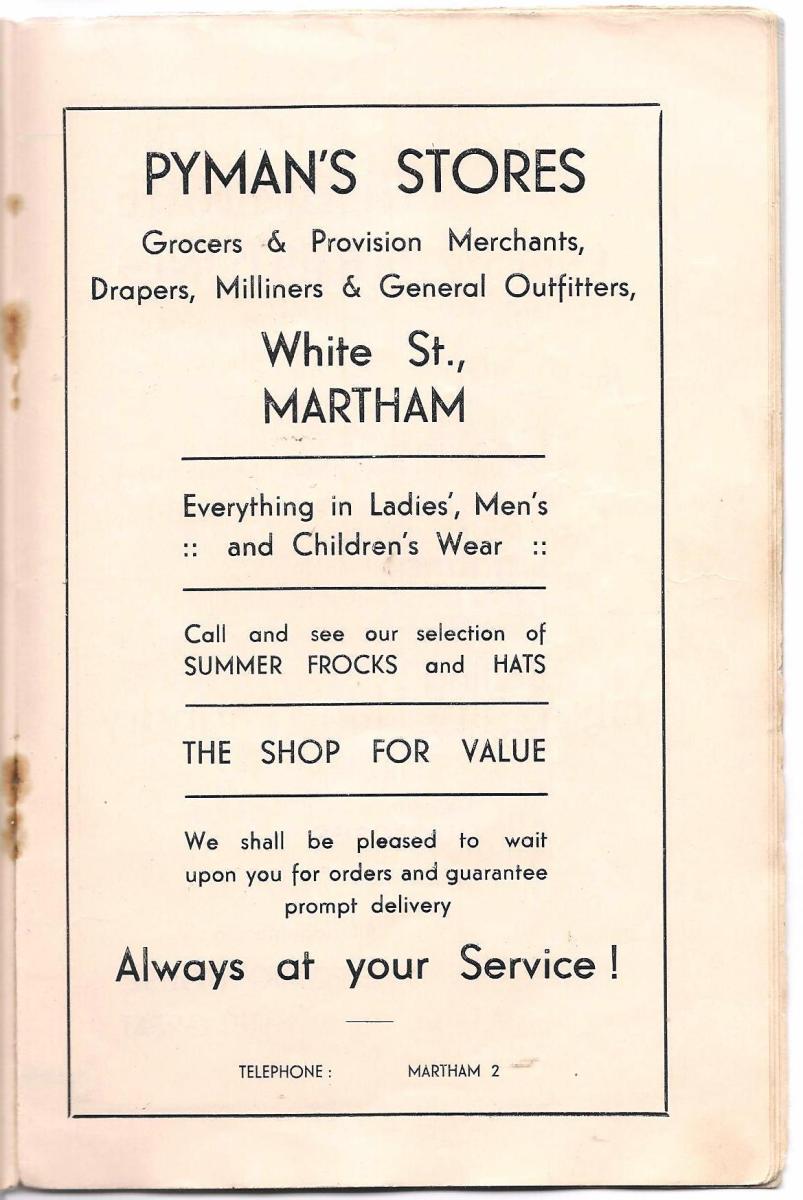 PYMAN'S STORES
Grocers & Provision Merchants,
Drapers, Milliners & General Outfitters,
White St.,
MARTHAM
Everything in Ladies', Men's
:: and Children's Wear ::
Call and see our selection of
SUMMER FROCKS and HATS
THE SHOP FOR VALUE
We shall be pleased to wait
upon you for orders and guarantee
prompt delivery
Always at your Service !
TELEPHONE : MARTHAM 2